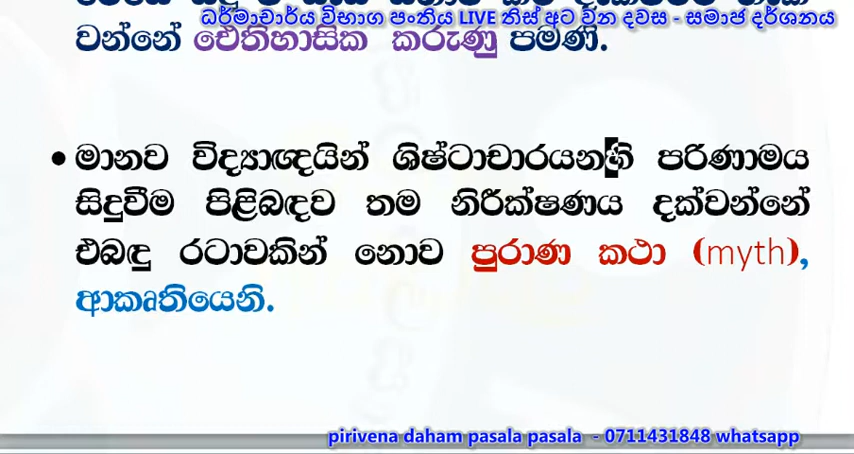 ධර්මාචාර්ය විභාග පංතිය LIVE තිස් අට වන දවස - සමාජ දර්ශනය
වන්නේ ඓතිහාසික කරුණු පමණි.
• මානව විද්‍යාඥයින් ශිෂ්ටාචාරයන්හි පරිණාමය
සිදුවීම පිළිබඳව තම නිරීක්ෂණය දක්වන්නේ
එබඳු රටාවකින් නොව පුරාණ කථා (myth),
ආකෘතියෙනි.
pirivena daham pasala pasala - 0711431848 whatsapp